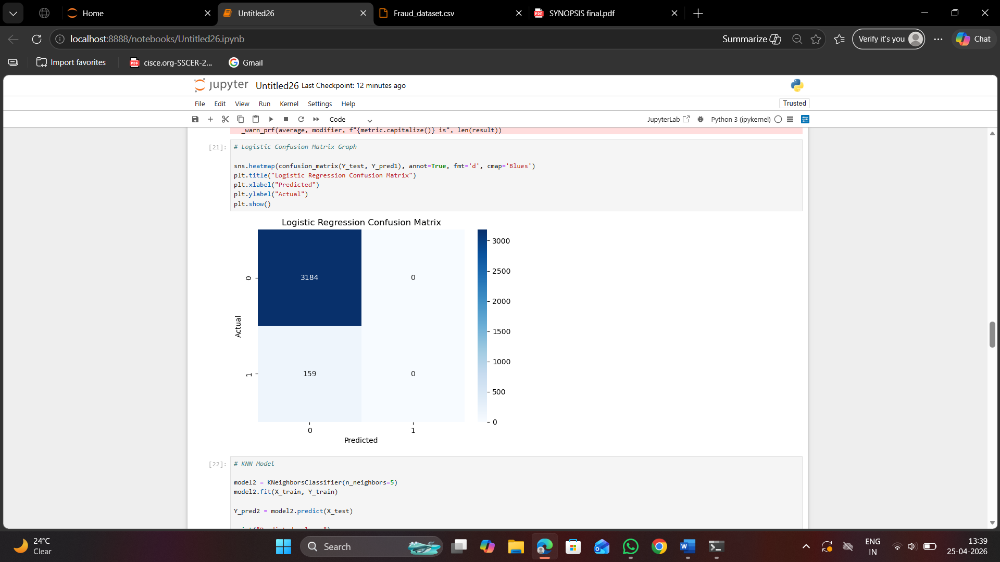 Home
Untitled26
Fraud_dataset.csv
SYNOPSIS final.pdf
localhost:8888/notebooks/Untitled26.ipynb
Summarize
Verify it's you
Chat
Import favorites
cisce.org-SSCER-2...
Gmail
jupyter Untitled26 Last Checkpoint: 12 minutes ago
File Edit View Run Kernel Settings Help
Trusted
Code
JupyterLab
Python 3 (ipykernel)
_warn_prf(average, modifier, f"{metric.capitalize()} is", len(result))
[21]:
# Logistic Confusion Matrix Graph
sns.heatmap(confusion_matrix(Y_test, Y_pred1), annot=True, fmt='d', cmap='Blues')
plt.title("Logistic Regression Confusion Matrix")
plt.xlabel("Predicted")
plt.ylabel("Actual")
plt.show()
Logistic Regression Confusion Matrix
3000
2500
2000
1500
1000
500
0
0
3184
0
Actual
1
159
0
0
1
Predicted
[22]:
# KNN Model
model2 = KNeighborsClassifier(n_neighbors=5)
model2.fit(X_train, Y_train)
Y_pred2 = model2.predict(X_test)
24°C
Clear
Search
ENG
IN
13:39
25-04-2026